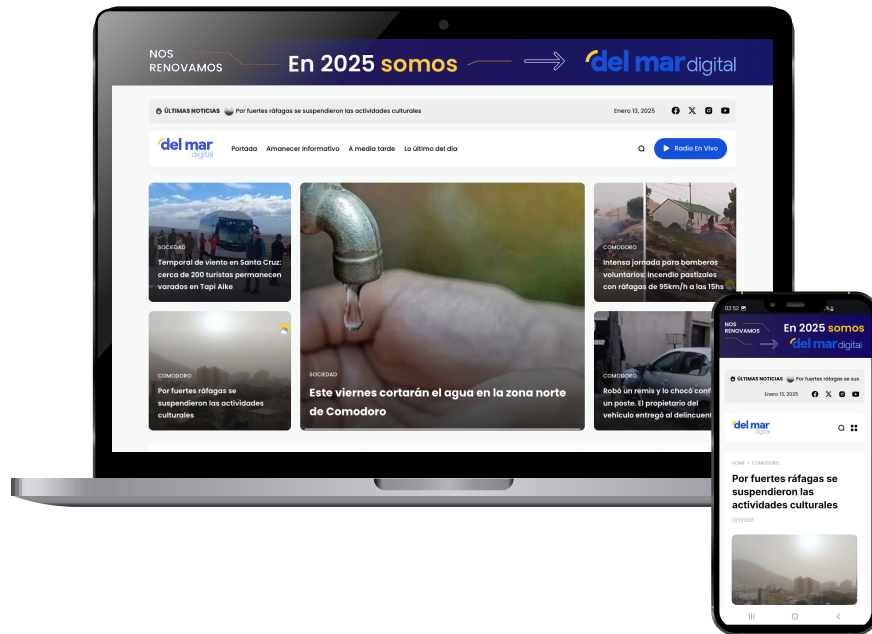 NOS
RENOVAMOS
En 2025 somos
del mar digital
ÚLTIMAS NOTICIAS
Por fuertes ráfagas se suspendieron las actividades culturales
Enero 13, 2025
del mar
digital
Portada Amanecer Informativo A media tarde Lo último del día
Radio En Vivo
SOCIEDAD
Temporal de viento en Santa Cruz:
cerca de 200 turistas permanecen
varados en Tapi Aike
COMODORO
Por fuertes ráfagas se
suspendieron las actividades
culturales
SOCIEDAD
Este viernes cortarán el agua en la zona norte
de Comodoro
COMODORO
Intensa jornada para bomberos
voluntarios: incendio pastizales
con ráfagas de 95km/h a las 15hs
COMODORO
Robó un remis y lo chocó cont
un poste. El propietario del
vehículo entregó al delincuent
02:52
NOS
RENOVAMOS
En 2025 somos
del mar digital
ÚLTIMAS NOTICIAS
Por fuertes ráfagas se sus
Enero 13, 2025
del mar
digital
HOME COMODORO
Por fuertes ráfagas se
suspendieron las
actividades culturales